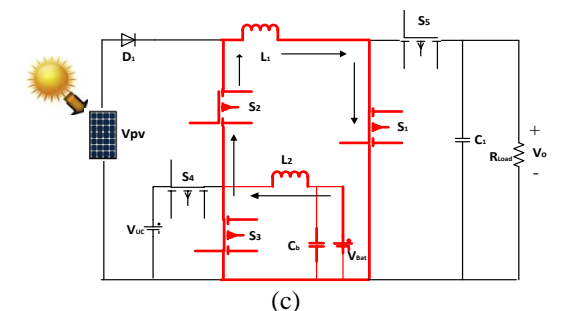 S5
D1
L1
S2
S1
Vpv
L2
C1
+
RLoad
Vo
-
S4
VUC
S3
Cb
VBat
(c)